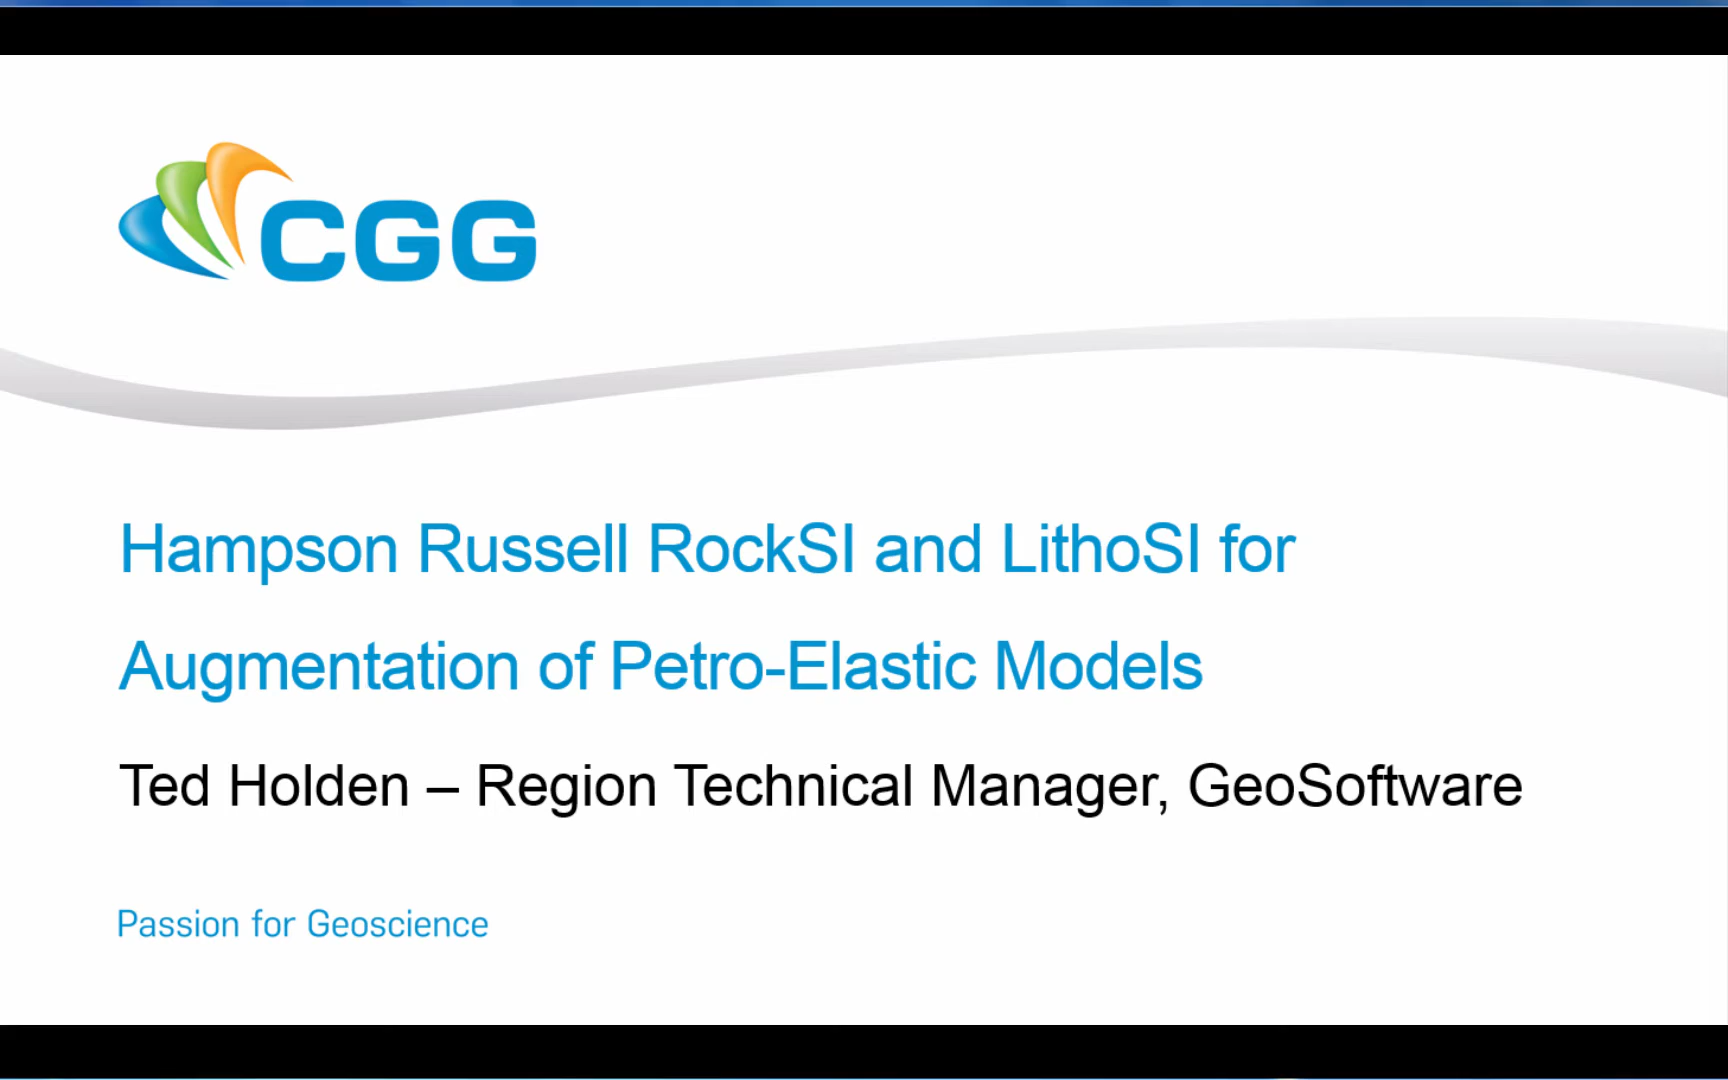 CGG
Hampson Russell RockSI and LithoSI for
Augmentation of Petro-Elastic Models
Ted Holden – Region Technical Manager, GeoSoftware
Passion for Geoscience